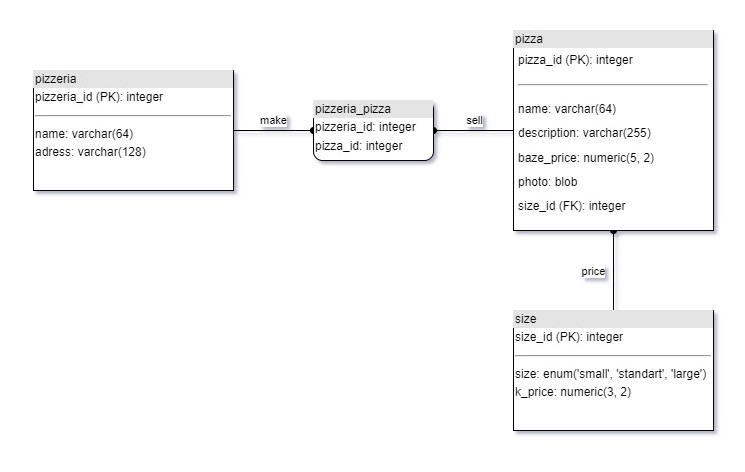 pizzeria
pizzeria_id (PK): integer
name: varchar(64)
adress: varchar(128)
make
pizzeria_pizza
pizzeria_id: integer
pizza_id: integer
sell
pizza
pizza_id (PK): integer
name: varchar(64)
description: varchar(255)
baze_price: numeric(5, 2)
photo: blob
size_id (FK): integer
price
size
size_id (PK): integer
size: enum('small', 'standart', 'large')
k_price: numeric(3, 2)